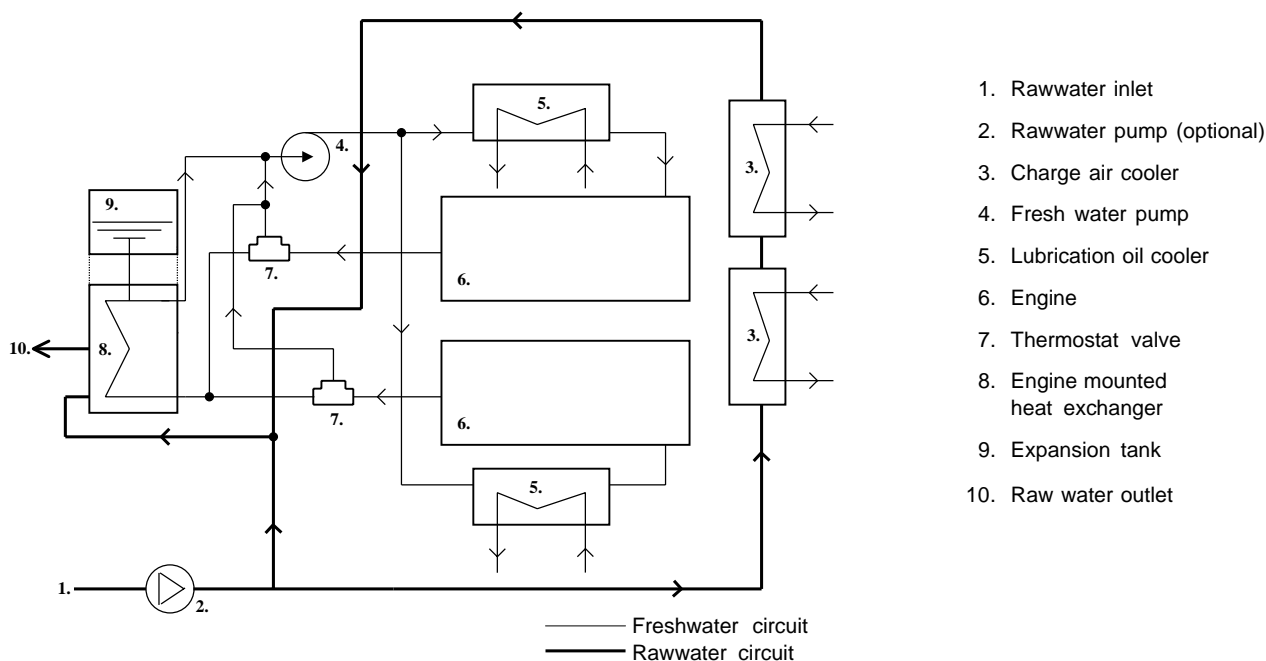 5.
4.
3.
9.
7.
6.
10.
8.
3.
7.
6.
5.
1.
2.
1. Rawwater inlet
2. Rawwater pump (optional)
3. Charge air cooler
4. Fresh water pump
5. Lubrication oil cooler
6. Engine
7. Thermostat valve
8. Engine mounted
heat exchanger
9. Expansion tank
10. Raw water outlet
Freshwater circuit
Rawwater circuit